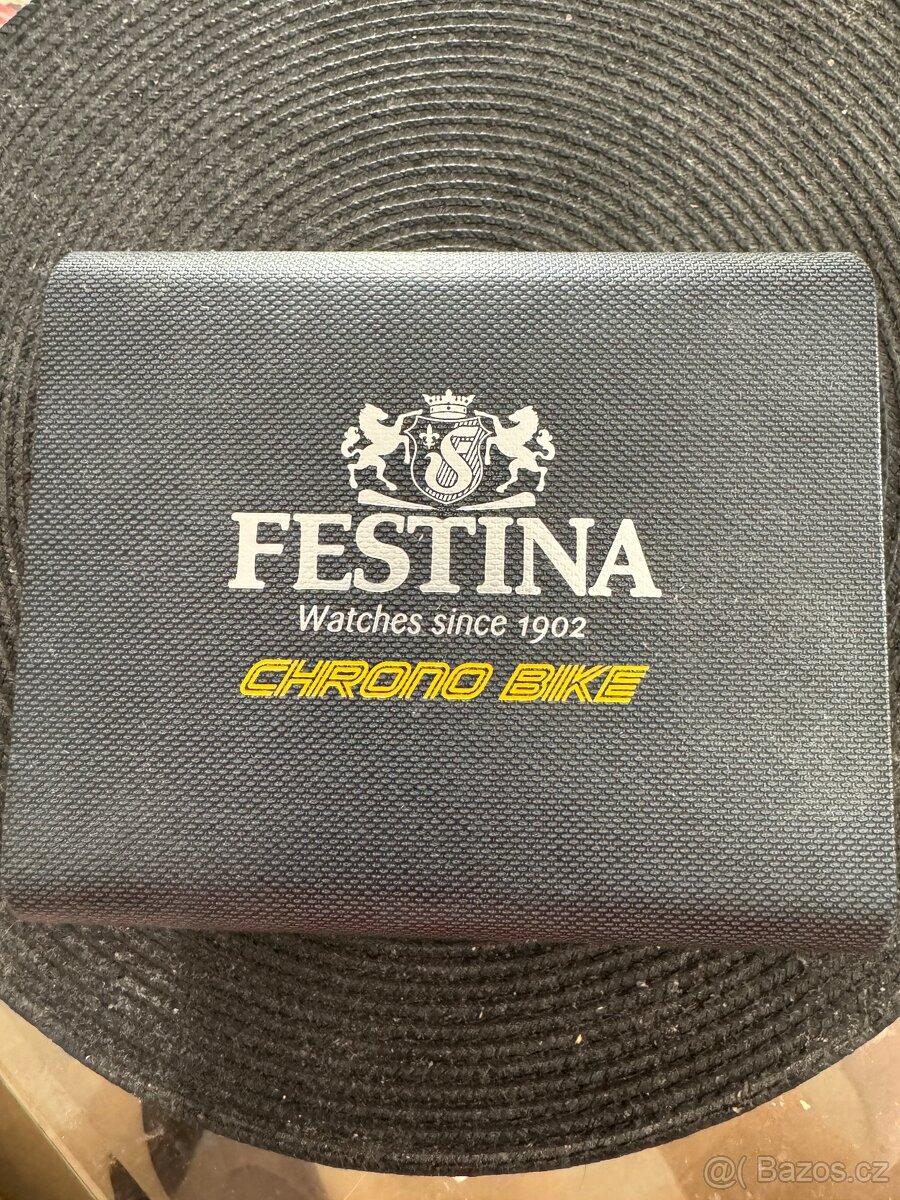 FESTINA
Watches since 1902
CHRONO BIKE
@( Bazos.cz